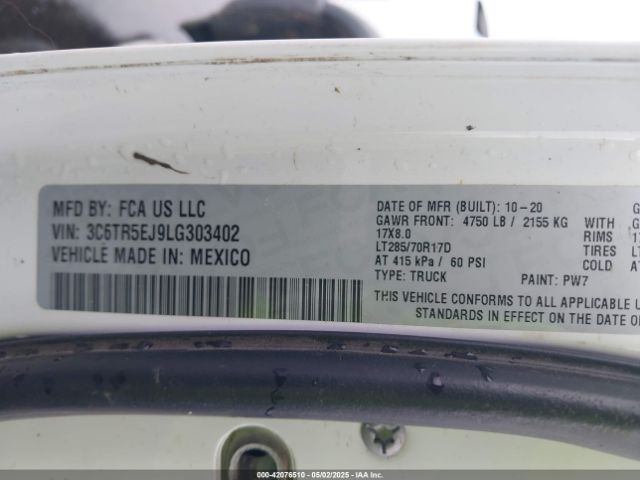 MFD BY: FCA US LLC
VIN: 3C6TR5EJ9LG303402
VEHICLE MADE IN: MEXICO
DATE OF MFR (BUILT): 10-20 G
GAWR FRONT: 4750 LB / 2155 KG WITH G
17X8.0 RIMS 17
LT285/70R17D TIRES LT
AT 415 kPa / 60 PSI COLD AT
TYPE: TRUCK PAINT: PW7
THIS VEHICLE CONFORMS TO ALL APPLICABLE
STANDARDS IN EFFECT ON THE DATE O
000-42076510 - 05/02/2025 - IAA Inc.